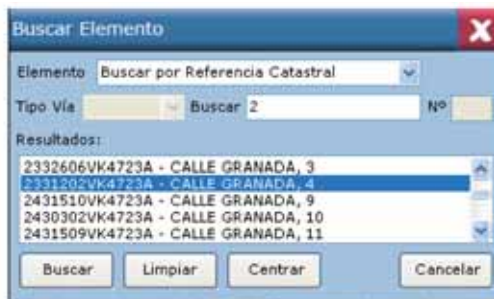 Buscar Elemento X
Elemento Buscar por Referencia Catastral
Tipo Vía Buscar 2 Nº
Resultados:
2332606VK4723A - CALLE GRANADA, 3
2331202VK4723A - CALLE GRANADA, 4
2431510VK4723A - CALLE GRANADA, 9
2430302VK4723A - CALLE GRANADA, 10
2431509VK4723A - CALLE GRANADA, 11
Buscar Limpiar Centrar Cancelar